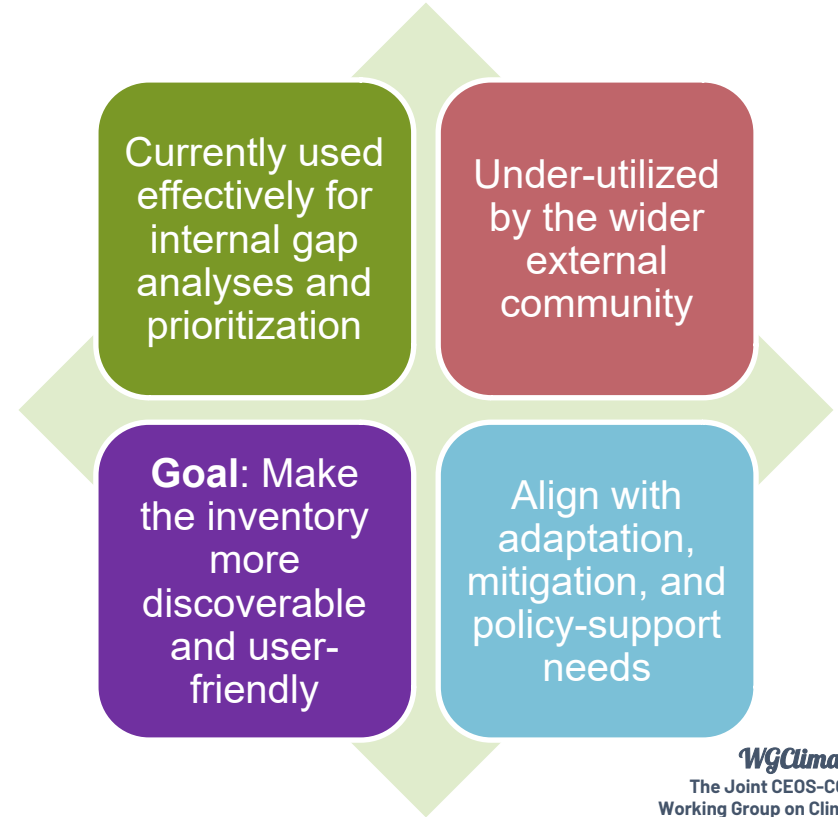 Currently used
effectively for
internal gap
analyses and
prioritization
Under-utilized
by the wider
external
community
Goal: Make
the inventory
more
discoverable
and user-
friendly
Align with
adaptation,
mitigation, and
policy-support
needs
The Joint
Working Group on